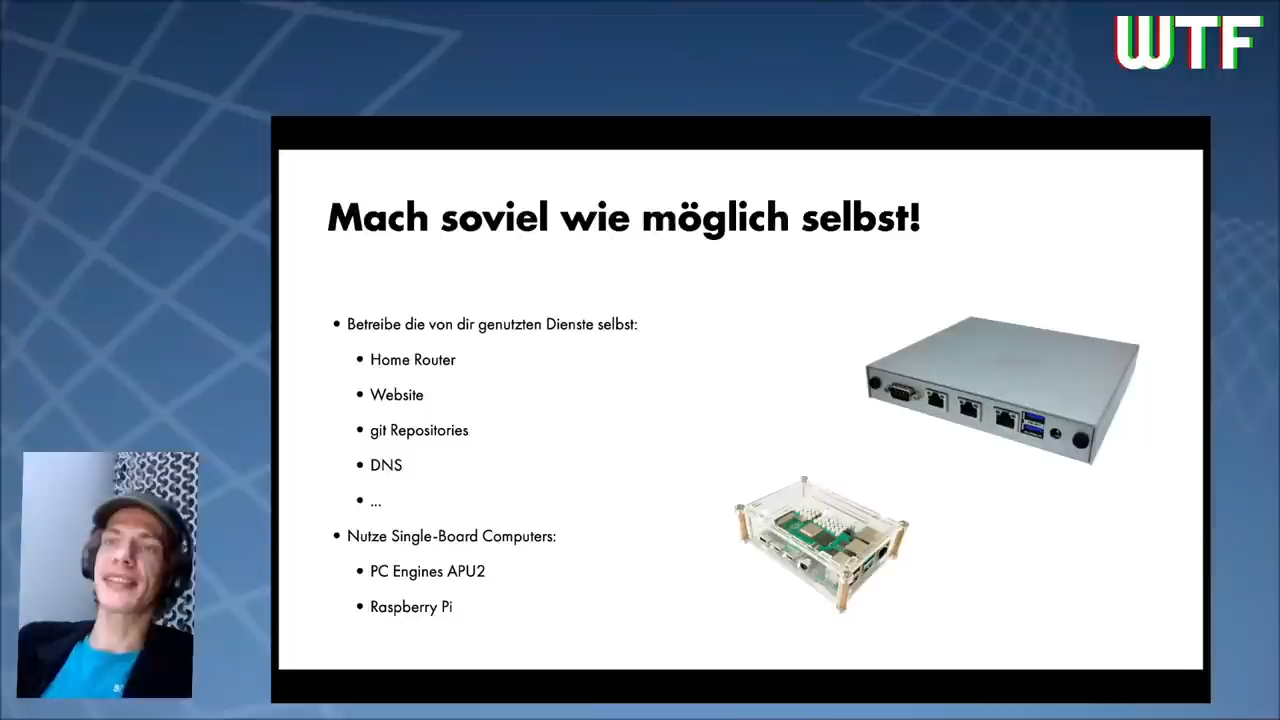 WTF
Mach soviel wie möglich selbst!
• Betreibe die von dir genutzten Dienste selbst:
• Home Router
• Website
• git Repositories
• DNS
• ...
• Nutze Single-Board Computers:
• PC Engines APU2
• Raspberry Pi